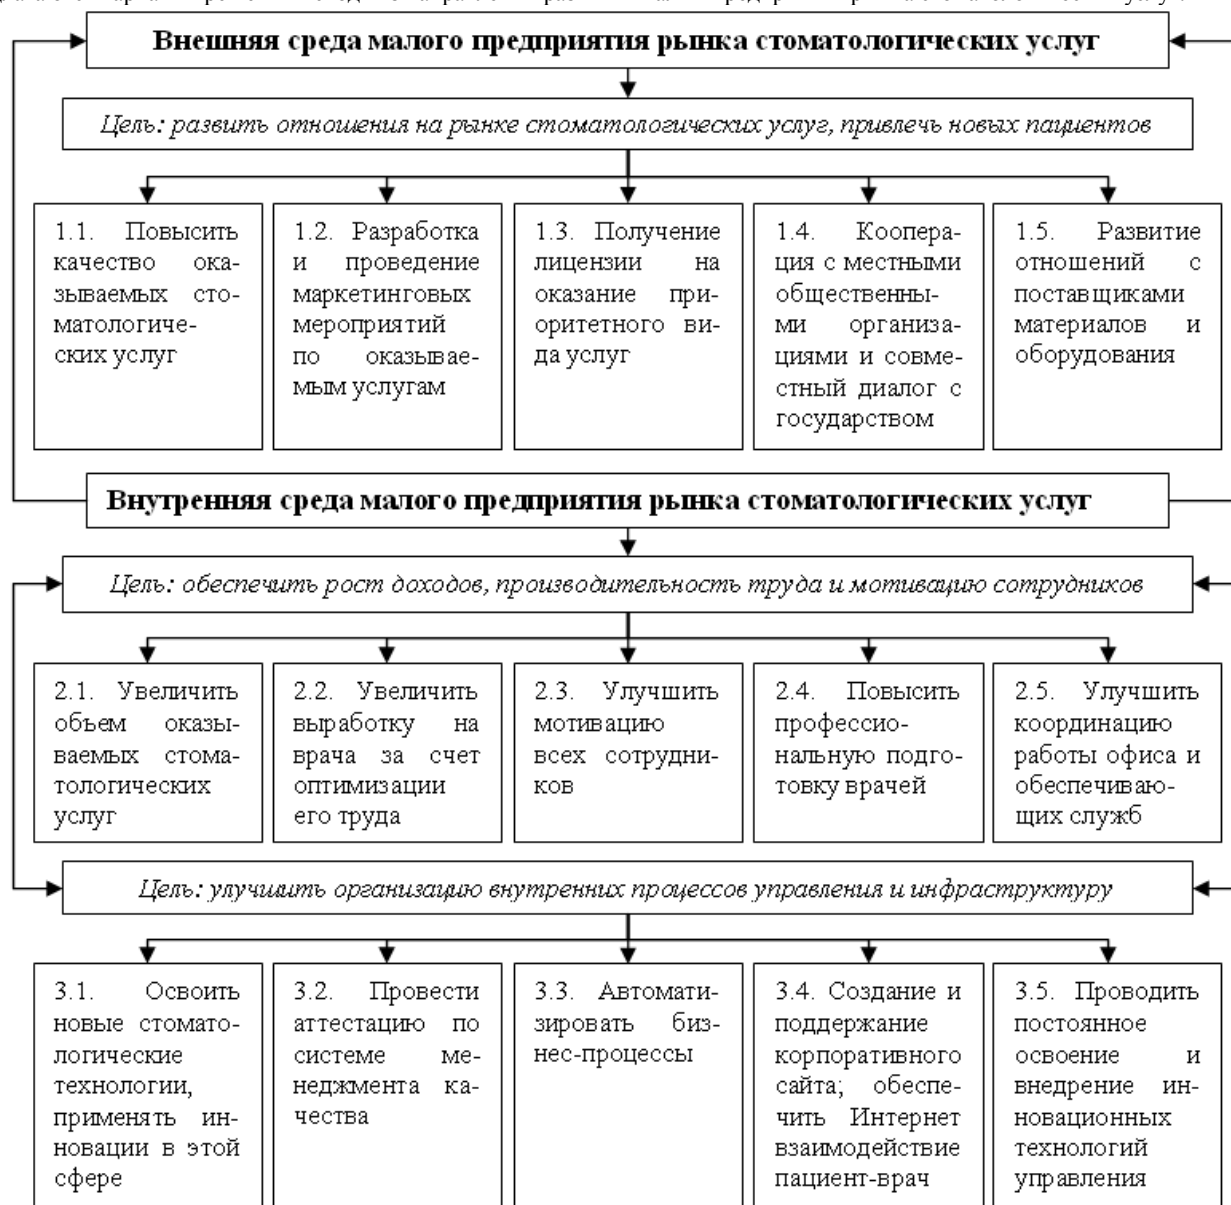 Внешняя среда малого предприятия рынка стоматологических услуг
Цель: развить отношения на рынке стоматологических услуг, привлечь новых пациентов
1.1. Повысить
качество ока-
зываемых сто-
матологиче-
ских услуг
1.2. Разработка
и проведение
маркетинговых
мероприятий
по оказывае-
мым услугам
1.3. Получение
лицензии на
оказание при-
оритетного ви-
да услуг
1.4. Коопера-
ция с местными
общественны-
ми организа-
циями и совме-
стный диалог с
государством
1.5. Развитие
отношений с
поставщиками
материалов и
оборудования
Внутренняя среда малого предприятия рынка стоматологических услуг
Цель: обеспечить рост доходов, производительность труда и мотивацию сотрудников
2.1. Увеличить
объем оказы-
ваемых стома-
тологических
услуг
2.2. Увеличить
выработку на
врача за счет
оптимизации
его труда
2.3. Улучшить
мотивацию
всех сотрудни-
ков
2.4. Повысить
профессио-
нальную подго-
товку врачей
2.5. Улучшить
координацию
работы офиса и
обеспечиваю-
щих служб
Цель: улучшить организацию внутренних процессов управления и инфраструктуру
3.1. Освоить
новые стомато-
логические
технологии,
применять ин-
новации в этой
сфере
3.2. Провести
аттестацию по
системе ме-
неджмента ка-
чества
3.3. Автомати-
зировать биз-
нес-процессы
3.4. Создание и
поддержание
корпоративного
сайта; обеспе-
чить Интернет
взаимодействие
пациент-врач
3.5. Проводить
постоянное
освоение и
внедрение ин-
новационных
технологий
управления